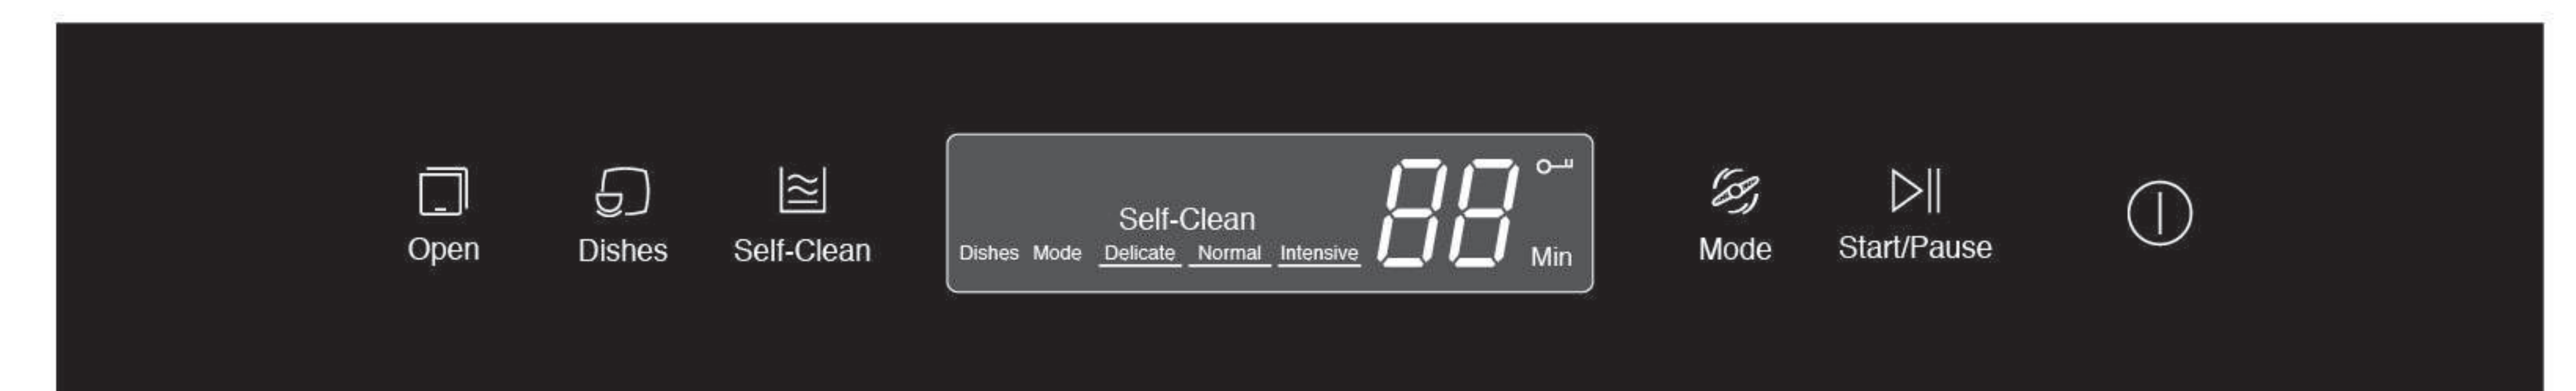 Open
Dishes
Self-Clean
Self-Clean
Dishes Mode Delicate Normal Intensive
88
Min
Mode
Start/Pause